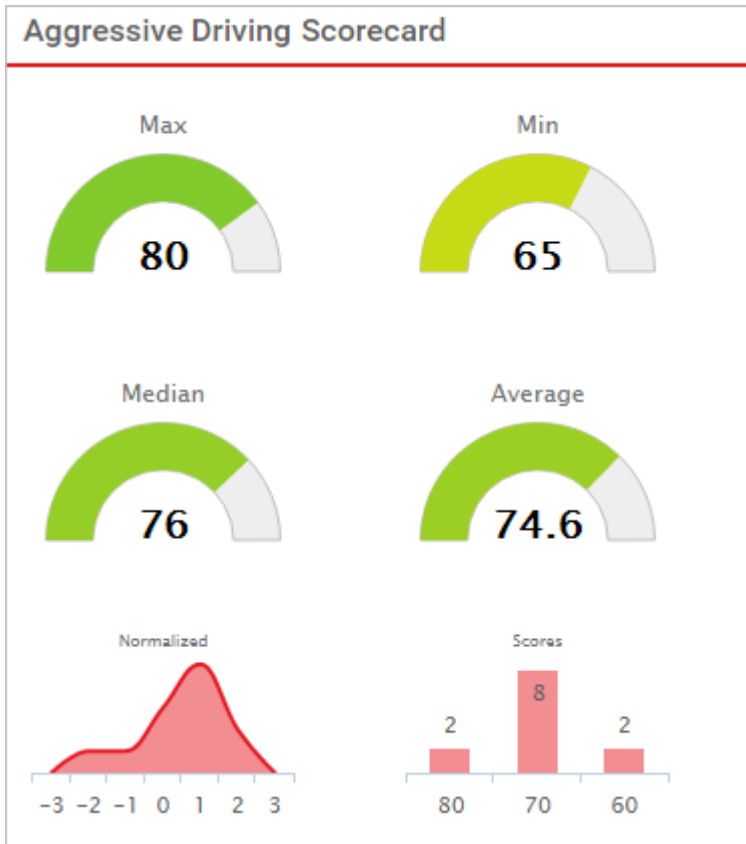 Aggressive Driving Scorecard
Max
Min
80
65
Median
Average
76
74.6
Normalized
Scores
2
8
2
-3 -2 -1 0 1 2 3
80 70 60